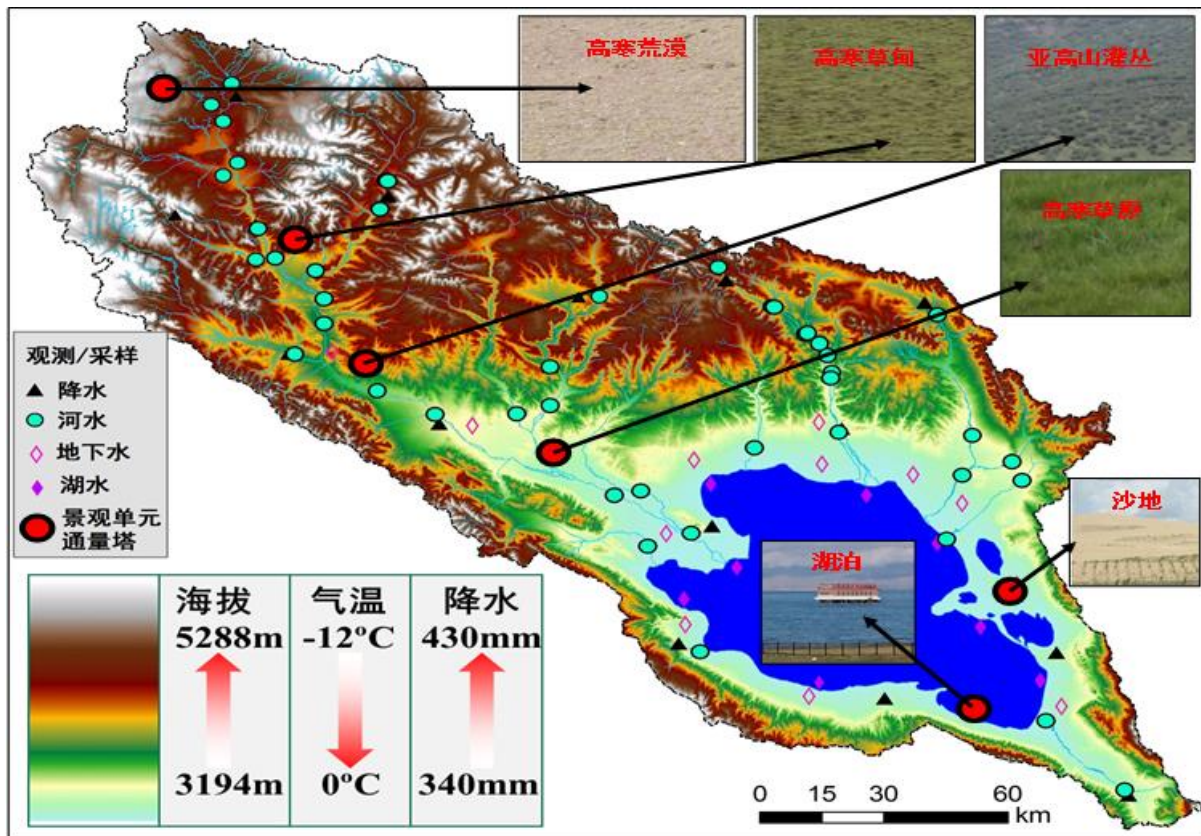 高寒荒漠
高寒草甸
亚高山灌丛
高寒草原
观测/采样
降水
河水
地下水
湖水
景观单元
通量塔
沙地
湖泊
海拔
5288m
3194m
气温
-12°C
0°C
降水
430mm
340mm
0 15 30 60
km